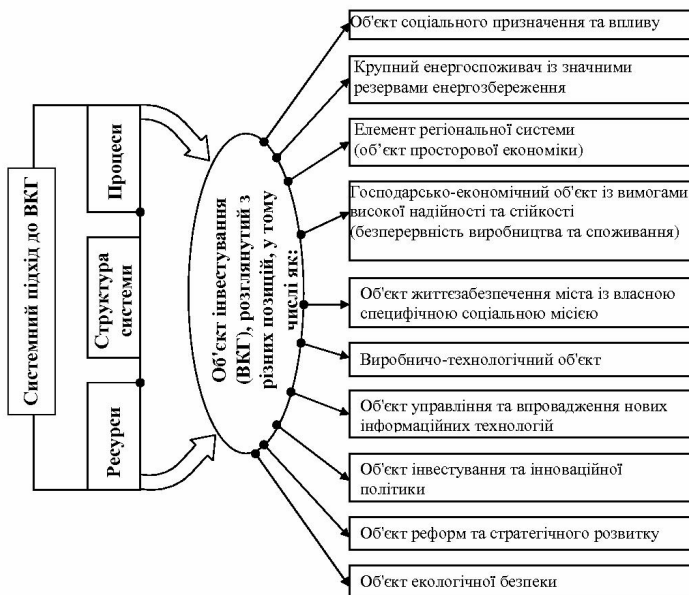 Системний підхід до ВКГ
Процеси
Структура
системи
Ресурси
Об'єкт інвестування
(ВКГ), розглянутий з
різних позицій, у тому
числі як:
Об'єкт соціального призначення та впливу
Крупний енергоспоживач із значними
резервами енергозбереження
Елемент регіональної системи
(об’єкт просторової економіки)
Господарсько-економічний об'єкт із вимогами
високої надійності та стійкості
(безперервність виробництва та споживання)
Об'єкт життєзабезпечення міста із власною
специфічною соціальною місією
Виробничо-технологічний об'єкт
Об'єкт управління та впровадження нових
інформаційних технологій
Об'єкт інвестування та інноваційної
політики
Об'єкт реформ та стратегічного розвитку
Об'єкт екологічної безпеки